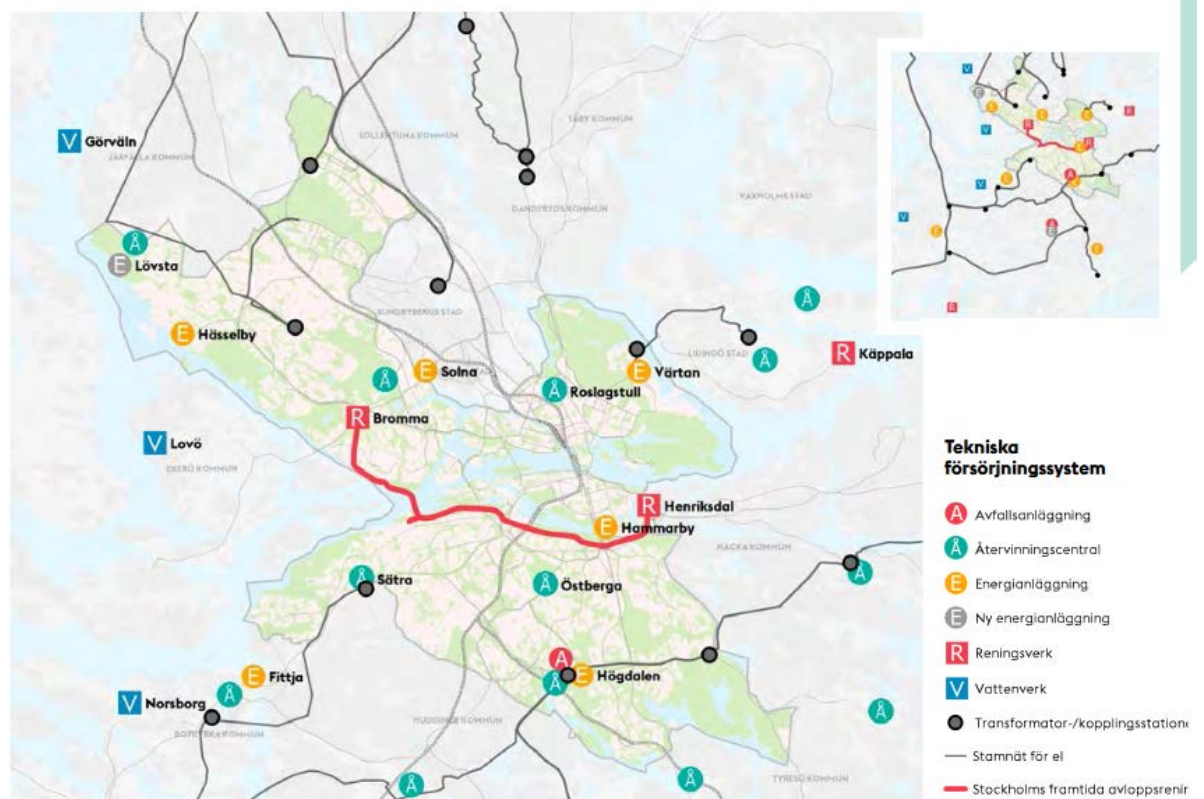 SOLLENTUNA KOMMUN
TÄBY KOMMUN
V Görväln
JÄRFÄLLA KOMMUN
VAXHOLMS STAD
DANDERYDS KOMMUN
Å
E Lövsta
Å
SUNDBYBERGS STAD
E Hässelby
LIDINGÖ STAD
R Käppala
Å
E Solna
E Värtan
Å
Å Roslagstull
R Bromma
V Lovö
EKERÖ KOMMUN
R Henriksdal
E Hammarby
NACKA KOMMUN
Å Sätra
Å Östberga
Å
A
E Högdalen
Å
E Fittja
Å
V Norsborg
Å
HUDDINGE KOMMUN
BOTKYRKA KOMMUN
Å
Å
TYRESÖ KOMMUN
V
E
E
E
R
R
V
R
E
V
E
A
E
V
E
A
E
E
R
Tekniska
försörjningssystem
A Avfallsanläggning
Å Återvinningscentral
E Energianläggning
E Ny energianläggning
R Reningsverk
V Vattenverk
Transformator-/kopplingsstatione
Stamnät för el
Stockholms framtida avloppsrenin